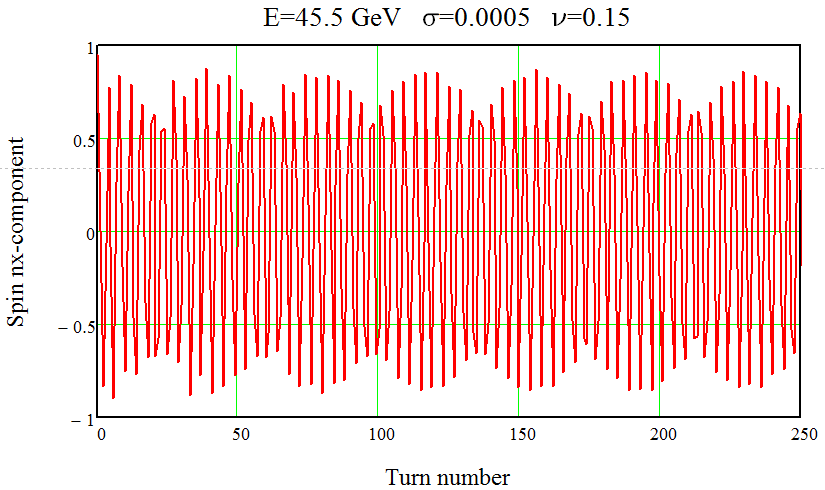 E=45.5 GeV σ=0.0005 ν=0.15
1
0.5
0
− 0.5
− 1
Spin nx-component
0 50 100 150 200 250
Turn number